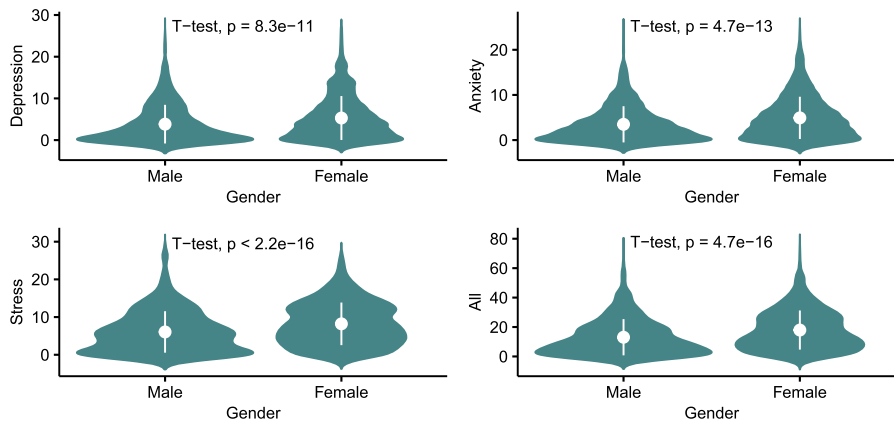 T−test, p = 8.3e−11
Depression
30
20
10
0
Male
Female
Gender
T−test, p = 4.7e−13
Anxiety
20
10
0
Male
Female
Gender
T−test, p < 2.2e−16
Stress
30
20
10
0
Male
Female
Gender
T−test, p = 4.7e−16
All
80
60
40
20
0
Male
Female
Gender